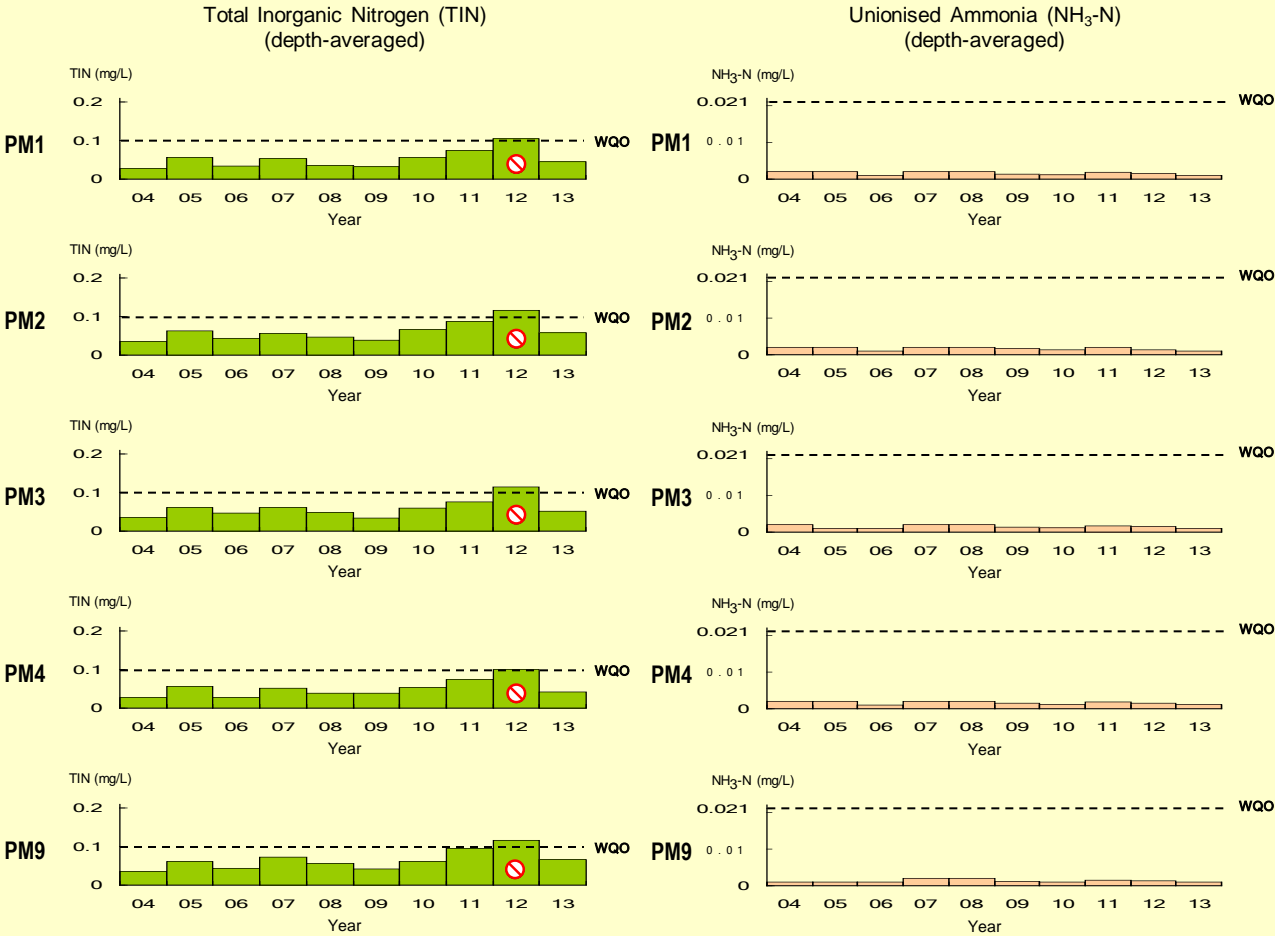 Total Inorganic Nitrogen (TIN)
(depth-averaged)
TIN (mg/L)
0.2
PM1
0.1
WQO
0
04 05 06 07 08 09 10 11 12 13
Year
TIN (mg/L)
0.2
PM2
0.1
WQO
0
04 05 06 07 08 09 10 11 12 13
Year
TIN (mg/L)
0.2
PM3
0.1
WQO
0
04 05 06 07 08 09 10 11 12 13
Year
TIN (mg/L)
0.2
PM4
0.1
WQO
0
04 05 06 07 08 09 10 11 12 13
Year
TIN (mg/L)
0.2
PM9
0.1
WQO
0
04 05 06 07 08 09 10 11 12 13
Year
Unionised Ammonia (NH3-N)
(depth-averaged)
NH3-N (mg/L)
0.021
WQO
PM1
0.01
0
04 05 06 07 08 09 10 11 12 13
Year
NH3-N (mg/L)
0.021
WQO
PM2
0.01
0
04 05 06 07 08 09 10 11 12 13
Year
NH3-N (mg/L)
0.021
WQO
PM3
0.01
0
04 05 06 07 08 09 10 11 12 13
Year
NH3-N (mg/L)
0.021
WQO
PM4
0.01
0
04 05 06 07 08 09 10 11 12 13
Year
NH3-N (mg/L)
0.021
WQO
PM9
0.01
0
04 05 06 07 08 09 10 11 12 13
Year